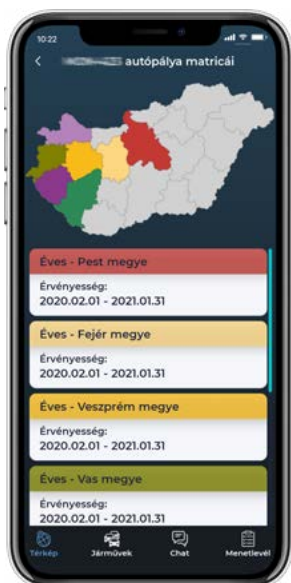 10:22
autópálya matricái
Éves - Pest megye
Érvényesség:
2020.02.01 - 2021.01.31
Éves - Fejér megye
Érvényesség:
2020.02.01 - 2021.01.31
Éves - Veszprém megye
Érvényesség:
2020.02.01 - 2021.01.31
Éves - Vas megye
Érvényesség:
2020.02.01 - 2021.01.31
Térkép Járművek Chat Menetlevél